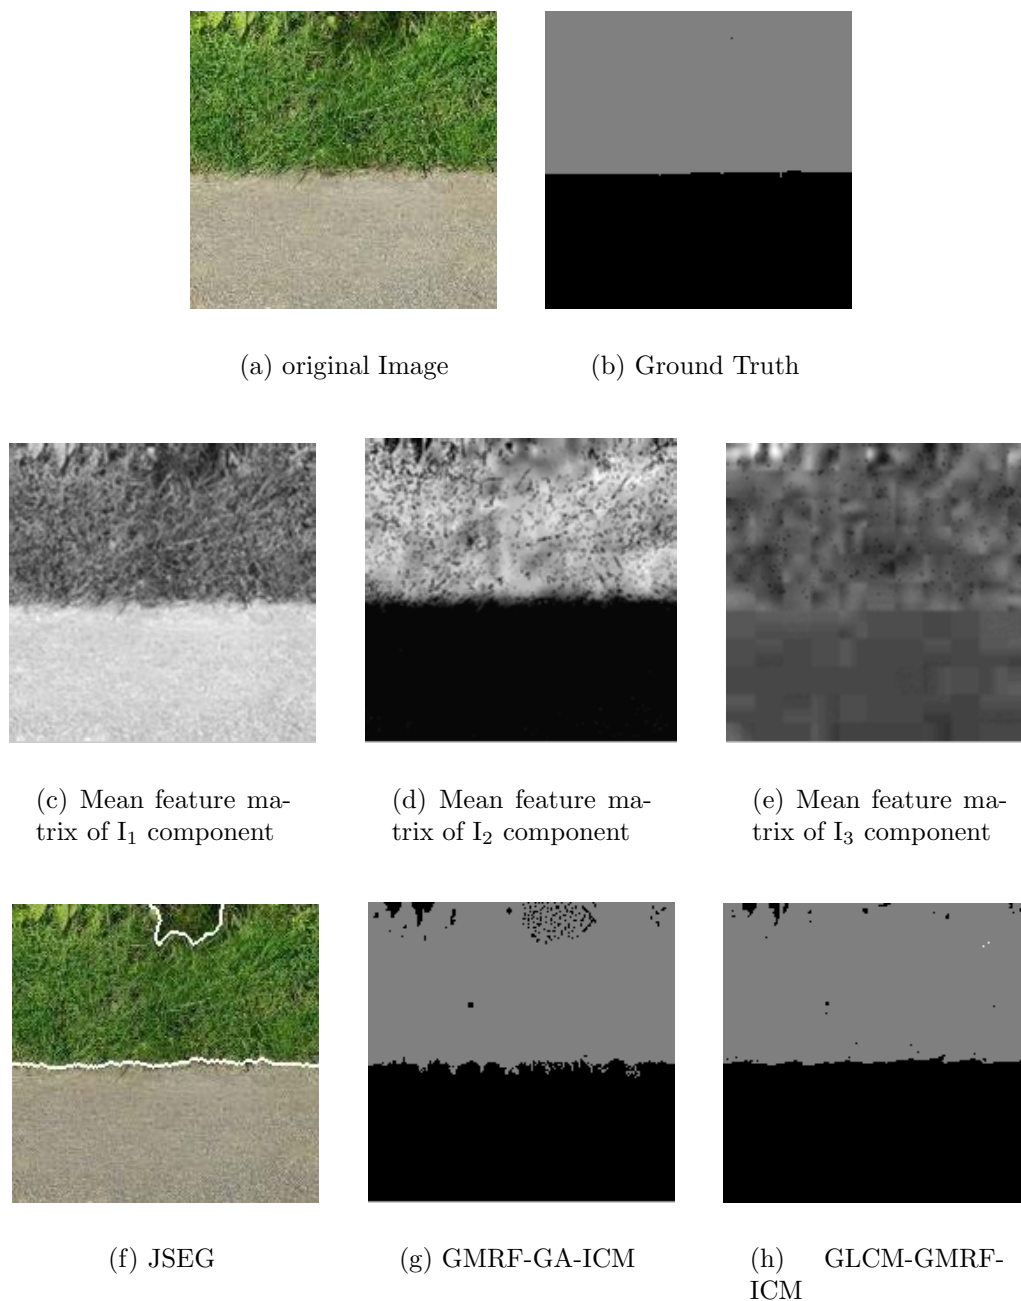 (a) original Image
(b) Ground Truth
(c) Mean feature ma-
trix of I₁ component
(d) Mean feature ma-
trix of I₂ component
(e) Mean feature ma-
trix of I₃ component
(f) JSEG
(g) GMRF-GA-ICM
(h) GLCM-GMRF-
ICM